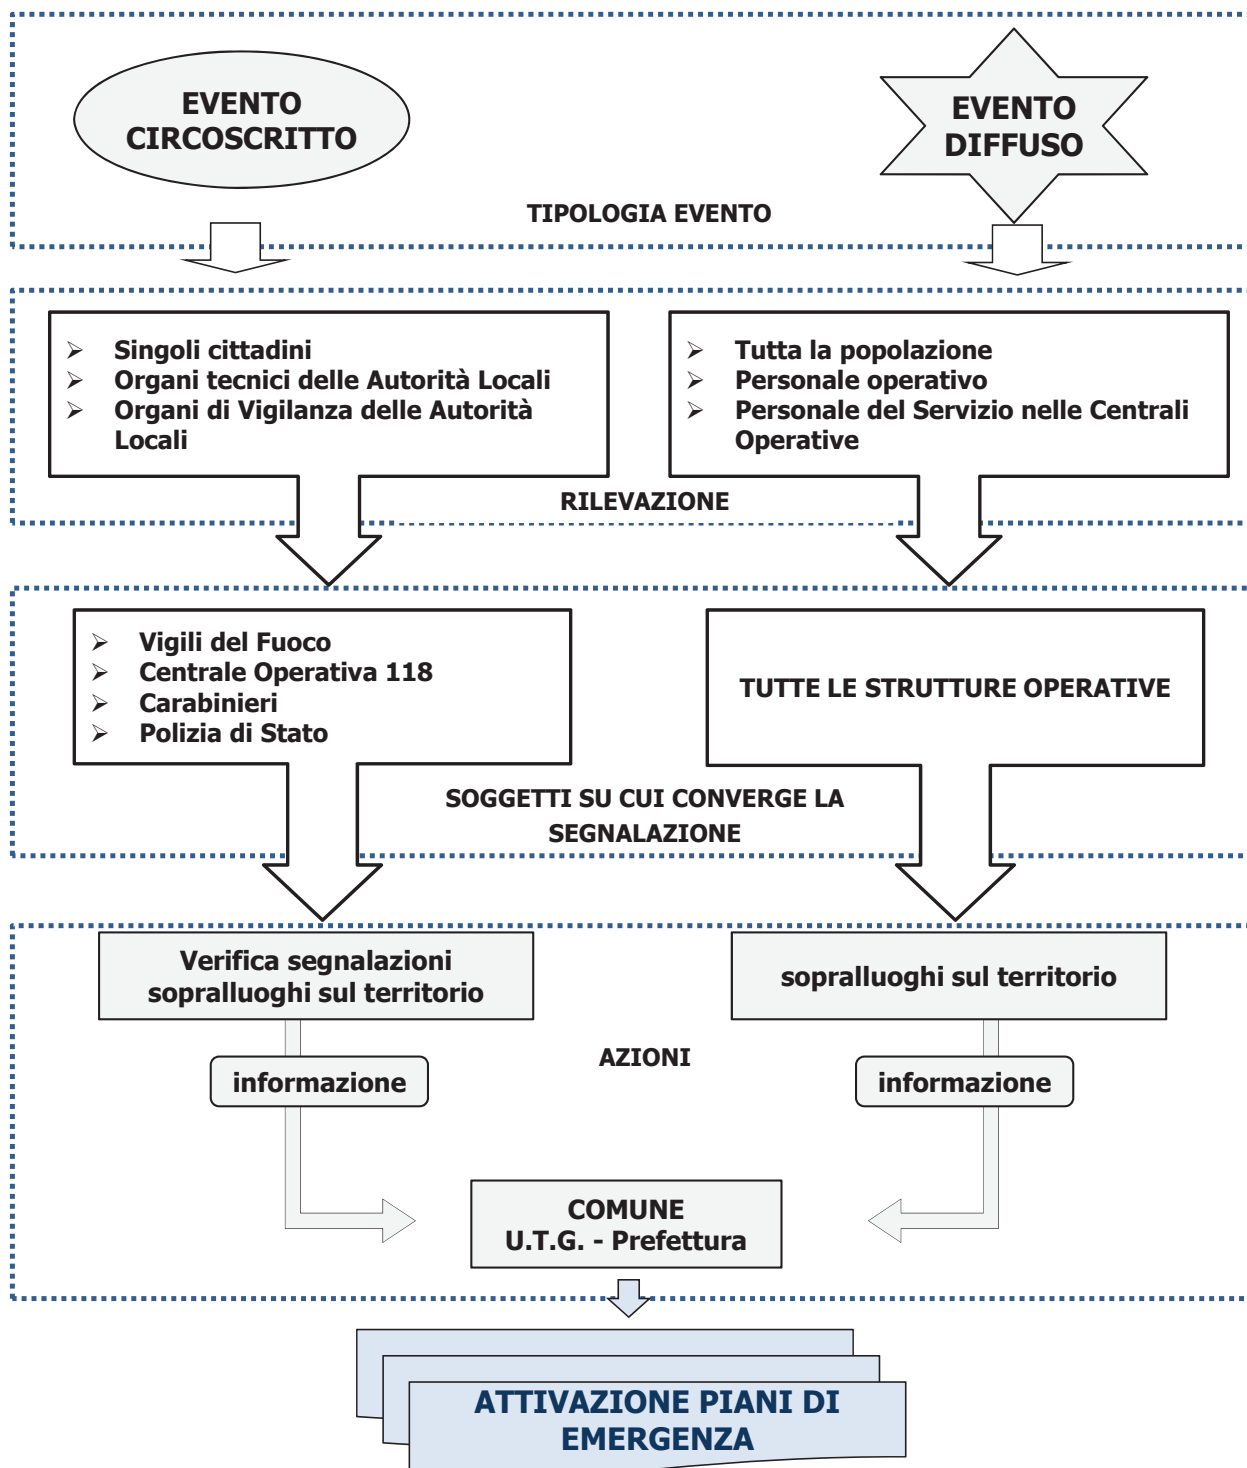 EVENTO
CIRCOSCRITTO
EVENTO
DIFFUSO
TIPOLOGIA EVENTO
➢ Singoli cittadini
➢ Organi tecnici delle Autorità Locali
➢ Organi di Vigilanza delle Autorità
Locali
➢ Tutta la popolazione
➢ Personale operativo
➢ Personale del Servizio nelle Centrali
Operative
RILEVAZIONE
➢ Vigili del Fuoco
➢ Centrale Operativa 118
➢ Carabinieri
➢ Polizia di Stato
TUTTE LE STRUTTURE OPERATIVE
SOGGETTI SU CUI CONVERGE LA
SEGNALAZIONE
Verifica segnalazioni
sopralluoghi sul territorio
sopralluoghi sul territorio
AZIONI
informazione
informazione
COMUNE
U.T.G. - Prefettura
ATTIVAZIONE PIANI DI
EMERGENZA